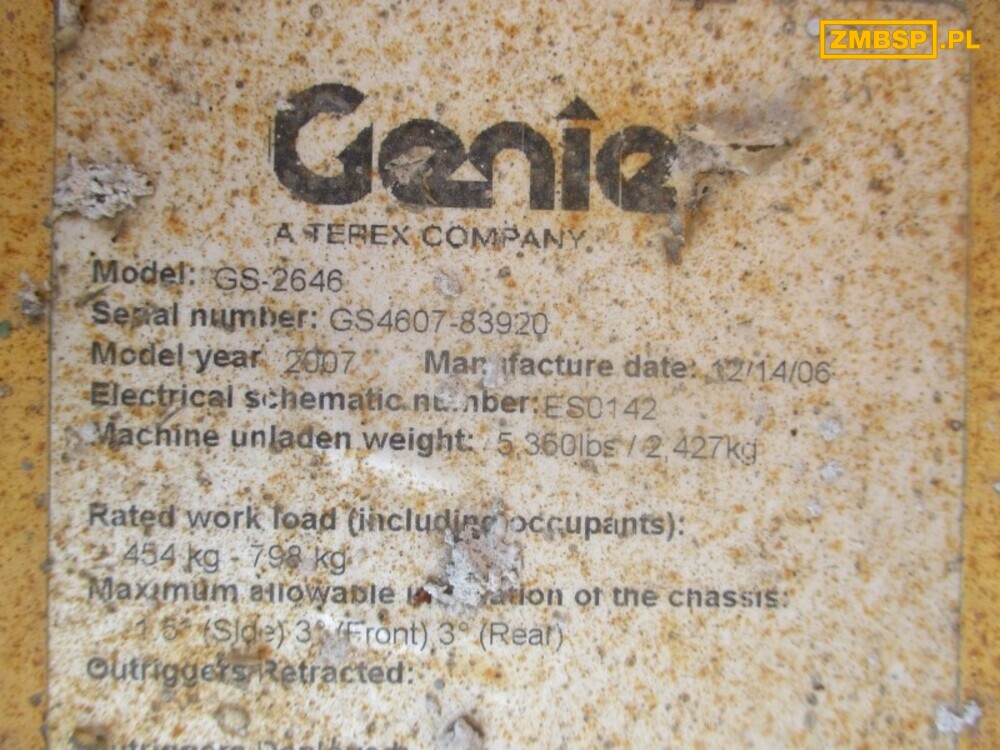 ZMBSP.PL
Genie
A TEREX COMPANY
Model: GS-2646
Serial number: GS4607-83920
Model year 2007 Manufacture date: 12/14/06
Electrical schematic number: ES0142
Machine unladen weight: 5,360lbs / 2,427kg
Rated work load (including occupants):
454 kg - 798 kg
Maximum allowable inclination of the chassis:
1.5° (Side) 3° (Front) 3° (Rear)
Outriggers Retracted:
Outriggers Deployed: